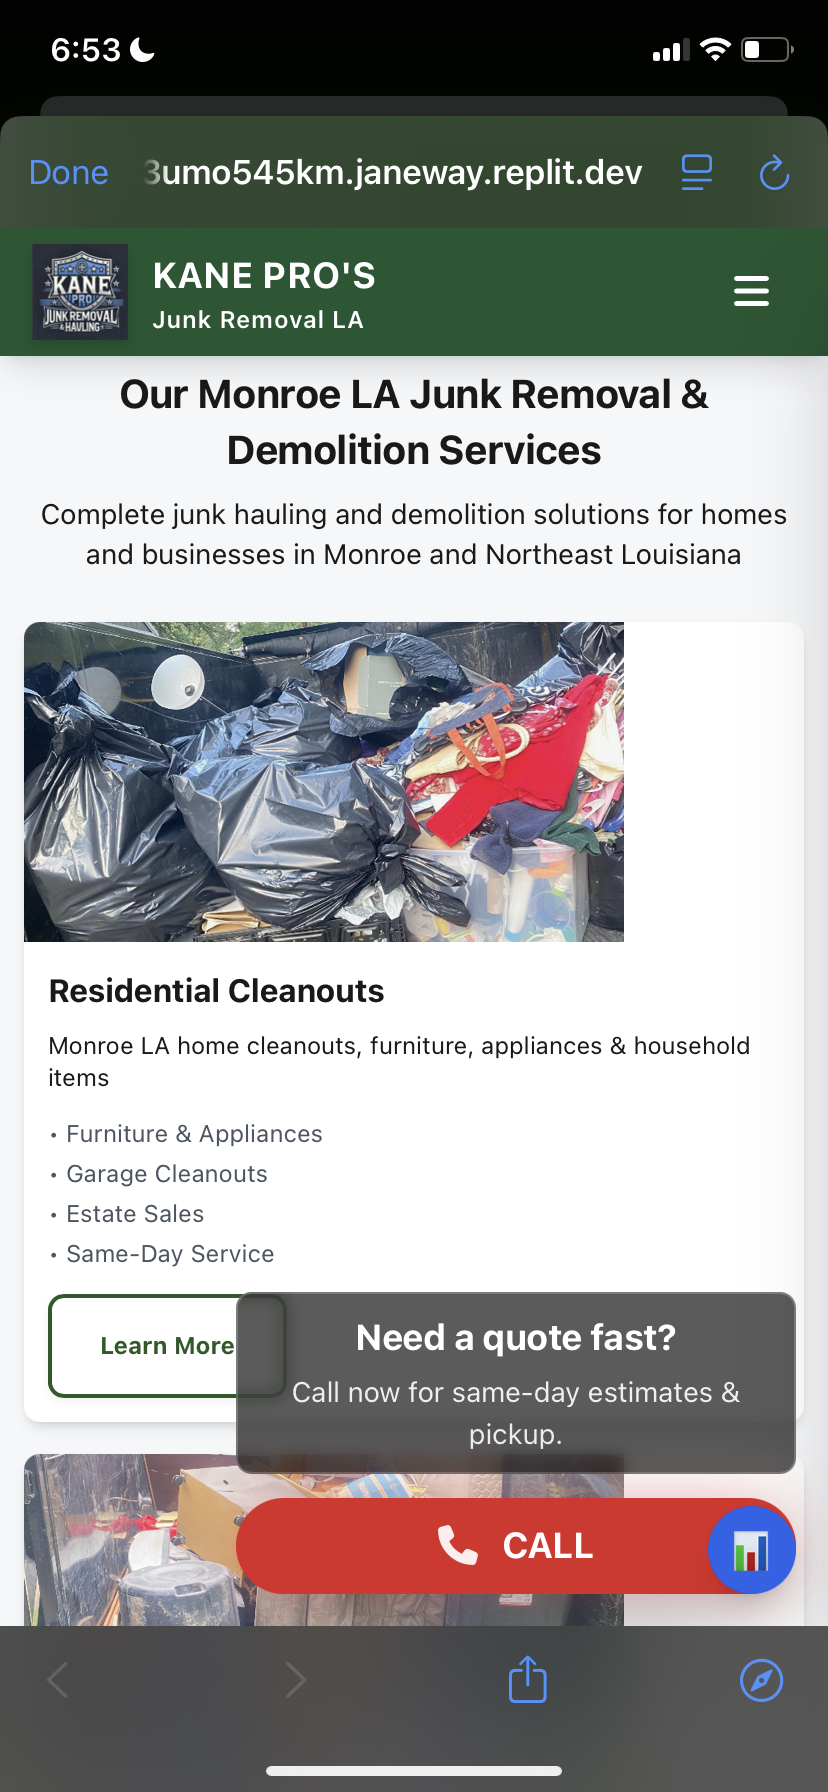 6:53
Done
3umo545km.janeway.replit.dev
KANE
PRO'
JUNK REMOVAL
& HAULING
KANE PRO'S
Junk Removal LA
Our Monroe LA Junk Removal &
Demolition Services
Complete junk hauling and demolition solutions for homes
and businesses in Monroe and Northeast Louisiana
Residential Cleanouts
Monroe LA home cleanouts, furniture, appliances & household
items
• Furniture & Appliances
• Garage Cleanouts
• Estate Sales
• Same-Day Service
Learn More
Need a quote fast?
Call now for same-day estimates &
pickup.
CALL